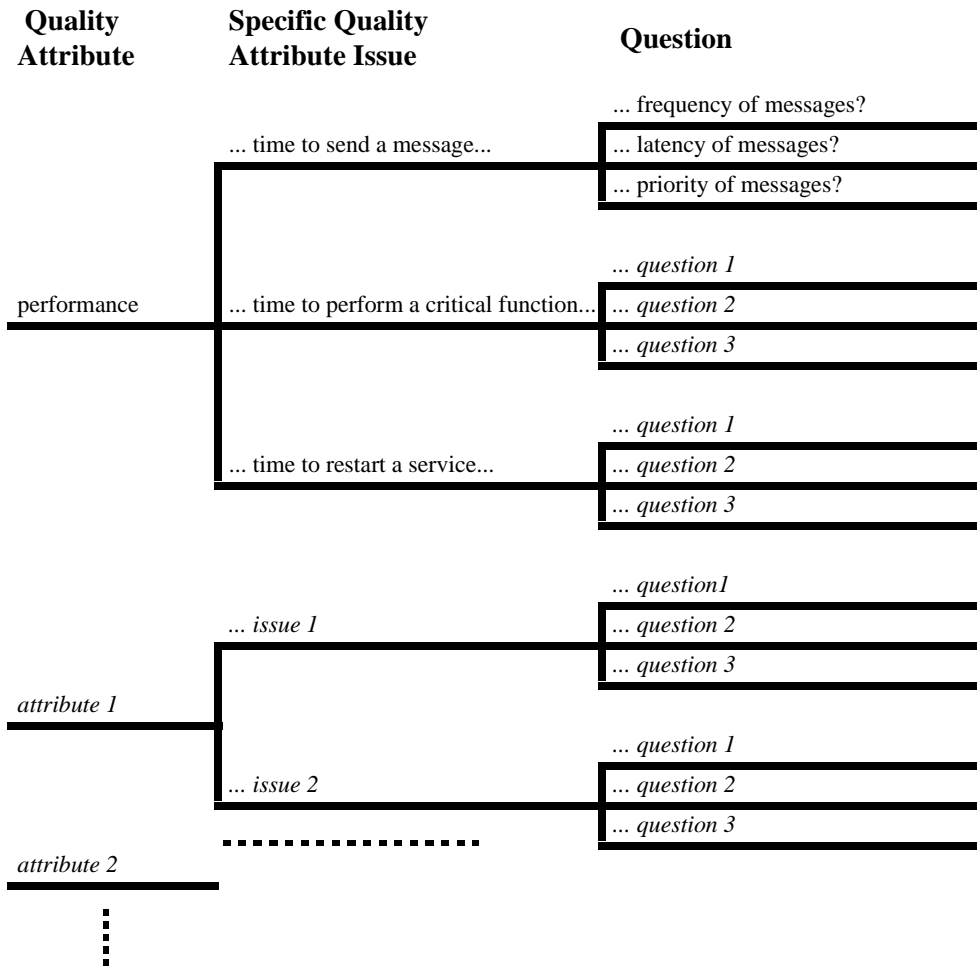 Quality
Attribute
Specific Quality
Attribute Issue
Question
... frequency of messages?
... time to send a message...
... latency of messages?
... priority of messages?
... question 1
performance
... time to perform a critical function...
... question 2
... question 3
... question 1
... time to restart a service...
... question 2
... question 3
... question1
... issue 1
... question 2
... question 3
attribute 1
... question 1
... issue 2
... question 2
... question 3
attribute 2